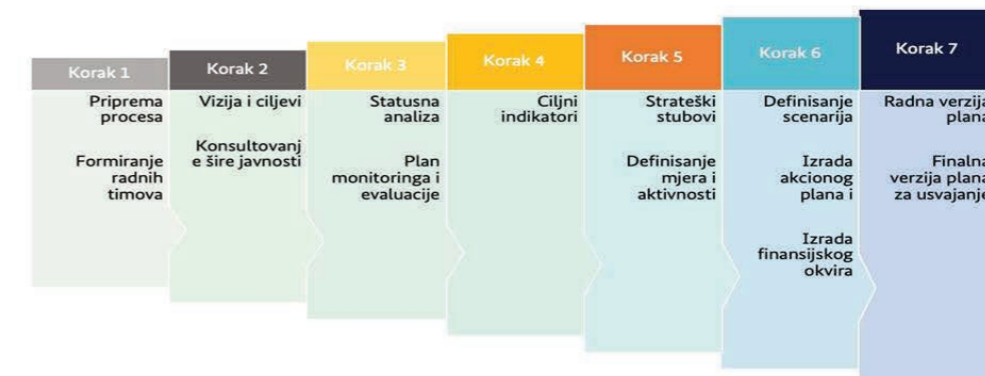 Korak 1
Priprema
procesa
Formiranje
radnih
timova
Korak 2
Vizija i ciljevi
Konsultovanj
e šire javnosti
Korak 3
Statusna
analiza
Plan
monitoringa i
evaluacije
Korak 4
Ciljni
indikatori
Korak 5
Strateški
stubovi
Definisanje
mjera i
aktivnosti
Korak 6
Definisanje
scenarija
Izrada
akcionog
plana i
Izrada
finansijskog
okvira
Korak 7
Radna verzija
plana
Finalna
verzija plana
za usvajanje